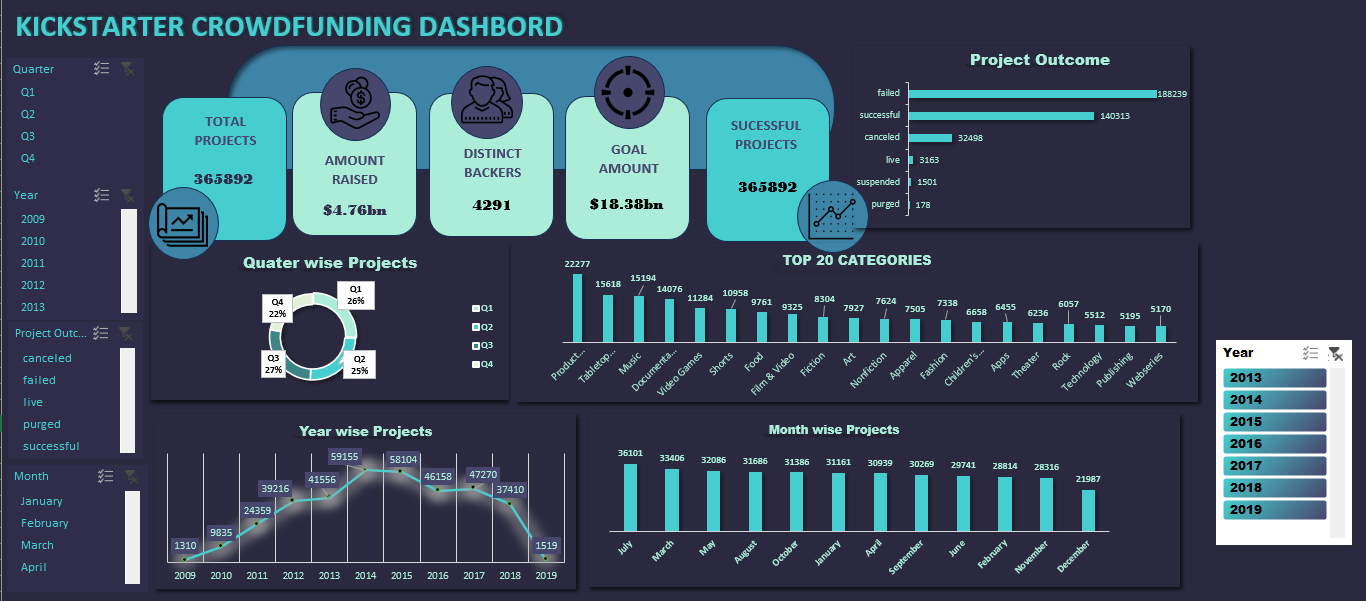 KICKSTARTER CROWDFUNDING DASHBORD
Quarter
Q1
Q2
Q3
Q4
Year
2009
2010
2011
2012
2013
Project Outc...
canceled
failed
live
purged
successful
Month
January
February
March
April
TOTAL
PROJECTS
365892
AMOUNT
RAISED
$4.76bn
DISTINCT
BACKERS
4291
GOAL
AMOUNT
$18.38bn
SUCESSFUL
PROJECTS
365892
Project Outcome
failed 188239
successful 140313
canceled 32498
live 3163
suspended 1501
purged 178
Quater wise Projects
Q4
22%
Q1
26%
Q3
27%
Q2
25%
Q1
Q2
Q3
Q4
TOP 20 CATEGORIES
22277 15618 15194 14076 11284 10958 9761 9325 8304 7927 7624 7505 7338 6658 6455 6236 6057 5512 5195 5170
Product... Tabletop... Music Documenta... Video Games Shorts Food Film & Video Fiction Art Nonfiction Apparel Fashion Children's... Apps Theater Rock Technology Publishing Webseries
Year wise Projects
1310 9835 24359 39216 41556 59155 58104 46158 47270 37410 1519
2009 2010 2011 2012 2013 2014 2015 2016 2017 2018 2019
Month wise Projects
36101 33406 32086 31686 31386 31161 30939 30269 29741 28814 28316 21987
July March May August October January April September June February November December
Year
2013
2014
2015
2016
2017
2018
2019